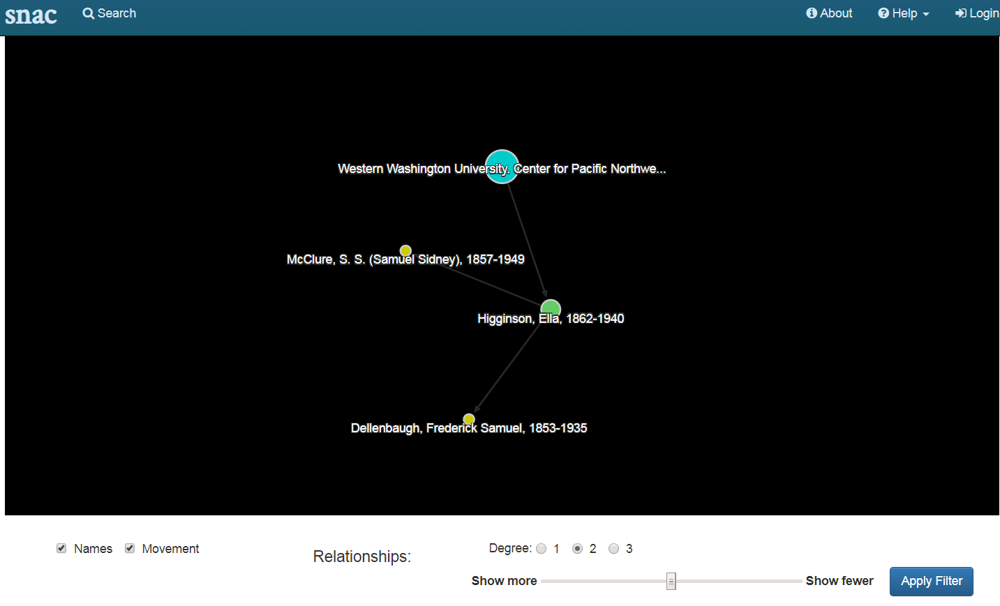 snac Search About Help Login
Western Washington University. Center for Pacific Northwe...
McClure, S. S. (Samuel Sidney), 1857-1949
Higginson, Ella, 1862-1940
Dellenbaugh, Frederick Samuel, 1853-1935
Names Movement
Relationships:
Degree: 1 2 3
Show more Show fewer
Apply Filter